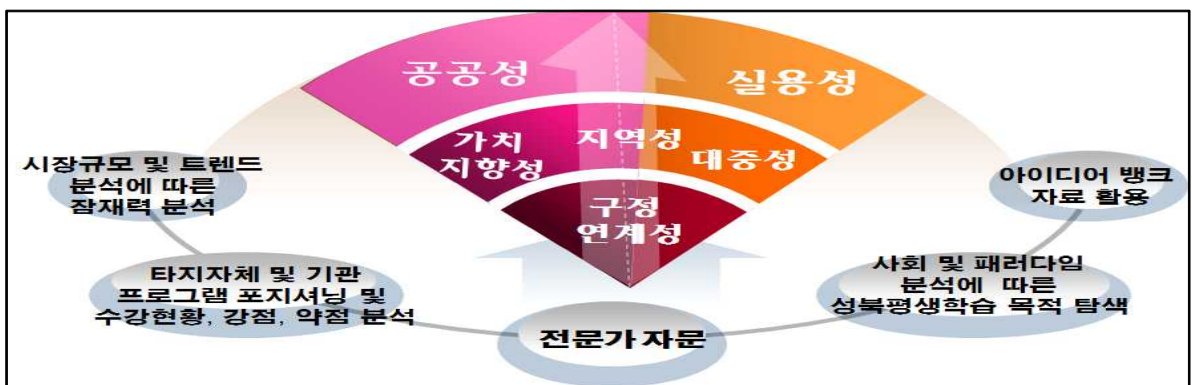 공공성
실용성
가치
지향성
지역성
대중성
구정
연계성
시장규모 및 트렌드
분석에 따른
잠재력 분석
타지자체 및 기관
프로그램 포지셔닝 및
수강현황, 강점, 약점 분석
전문가 자문
사회 및 패러다임
분석에 따른
성북평생학습 목적 탐색
아이디어 뱅크
자료 활용